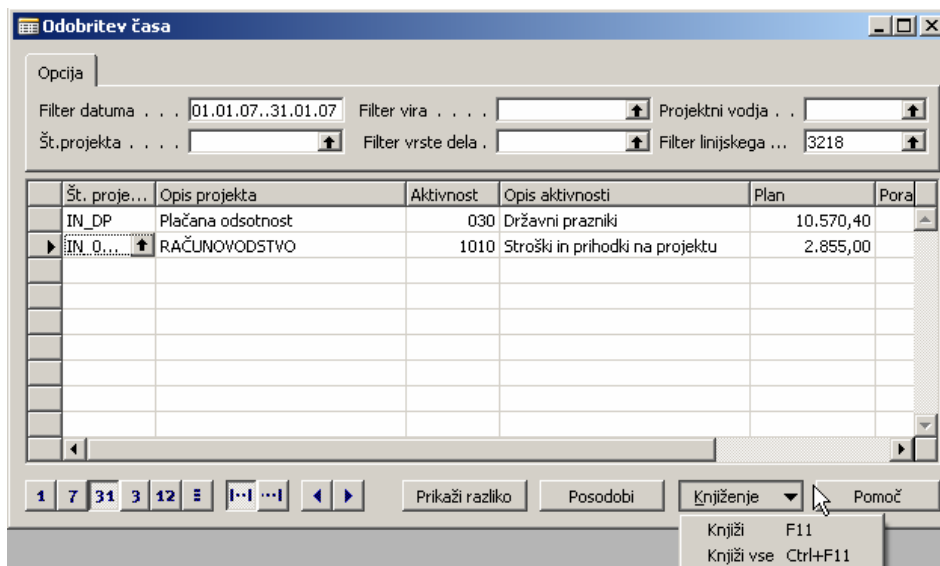 Odobritev časa
Opcija
Filter datuma . . . 01.01.07..31.01.07 Filter vira . . . . Projektni vodja . .
Št.projekta . . . . Filter vrste dela . Filter linijskega ... 3218
Št. proje... Opis projekta Aktivnost Opis aktivnosti Plan Pora
IN_DP Plačana odsotnost 030 Državni prazniki 10.570,40
IN_0... RAČUNOVODSTVO 1010 Stroški in prihodki na projektu 2.855,00
1 7 31 3 12 Prikaži razliko Posodobi Knjiženje Pomoč
Knjiži F11
Knjiži vse Ctrl+F11